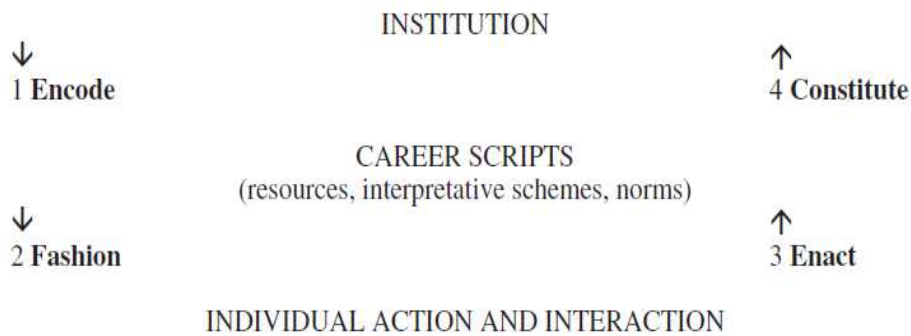 INSTITUTION
↓ ↑
1 Encode 4 Constitute
CAREER SCRIPTS
(resources, interpretative schemes, norms)
↓ ↑
2 Fashion 3 Enact
INDIVIDUAL ACTION AND INTERACTION